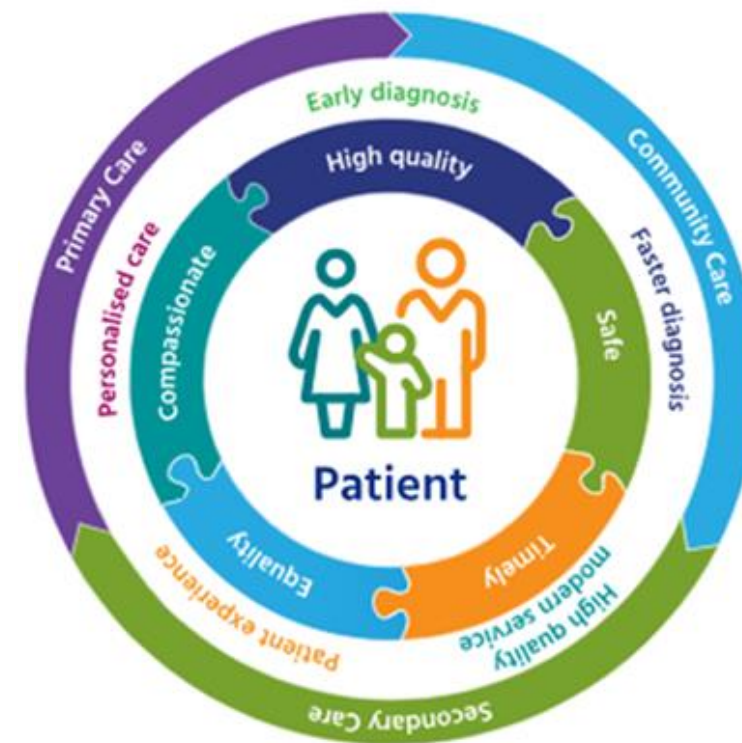 Primary Care
Community Care
Secondary Care
Early diagnosis
Faster diagnosis
High quality
modern service
Patient experience
Personalised care
High quality
Safe
Timely
Equality
Compassionate
Patient